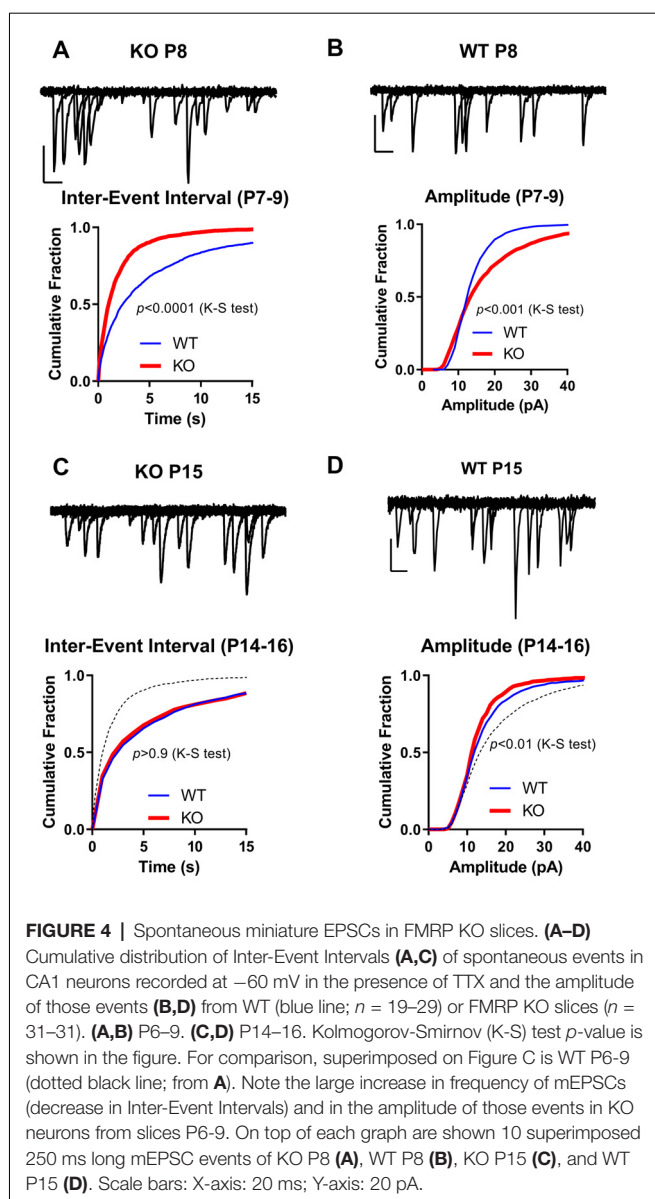 A
KO P8
B
WT P8
Inter-Event Interval (P7-9)
Cumulative Fraction
1.0
0.5
0.0
p<0.0001 (K-S test)
WT
KO
0 5 10 15
Time (s)
Amplitude (P7-9)
Cumulative Fraction
1.0
0.5
0.0
p<0.001 (K-S test)
WT
KO
0 10 20 30 40
Amplitude (pA)
C
KO P15
D
WT P15
Inter-Event Interval (P14-16)
Cumulative Fraction
1.0
0.5
0.0
p>0.9 (K-S test)
WT
KO
0 5 10 15
Time (s)
Amplitude (P14-16)
Cumulative Fraction
1.0
0.5
0.0
p<0.01 (K-S test)
WT
KO
0 10 20 30 40
Amplitude (pA)
FIGURE 4 | Spontaneous miniature EPSCs in FMRP KO slices. (A–D)
Cumulative distribution of Inter-Event Intervals (A,C) of spontaneous events in
CA1 neurons recorded at −60 mV in the presence of TTX and the amplitude
of those events (B,D) from WT (blue line; n = 19–29) or FMRP KO slices (n =
31–31). (A,B) P6–9. (C,D) P14–16. Kolmogorov-Smirnov (K-S) test p-value is
shown in the figure. For comparison, superimposed on Figure C is WT P6-9
(dotted black line; from A). Note the large increase in frequency of mEPSCs
(decrease in Inter-Event Intervals) and in the amplitude of those events in KO
neurons from slices P6-9. On top of each graph are shown 10 superimposed
250 ms long mEPSC events of KO P8 (A), WT P8 (B), KO P15 (C), and WT
P15 (D). Scale bars: X-axis: 20 ms; Y-axis: 20 pA.